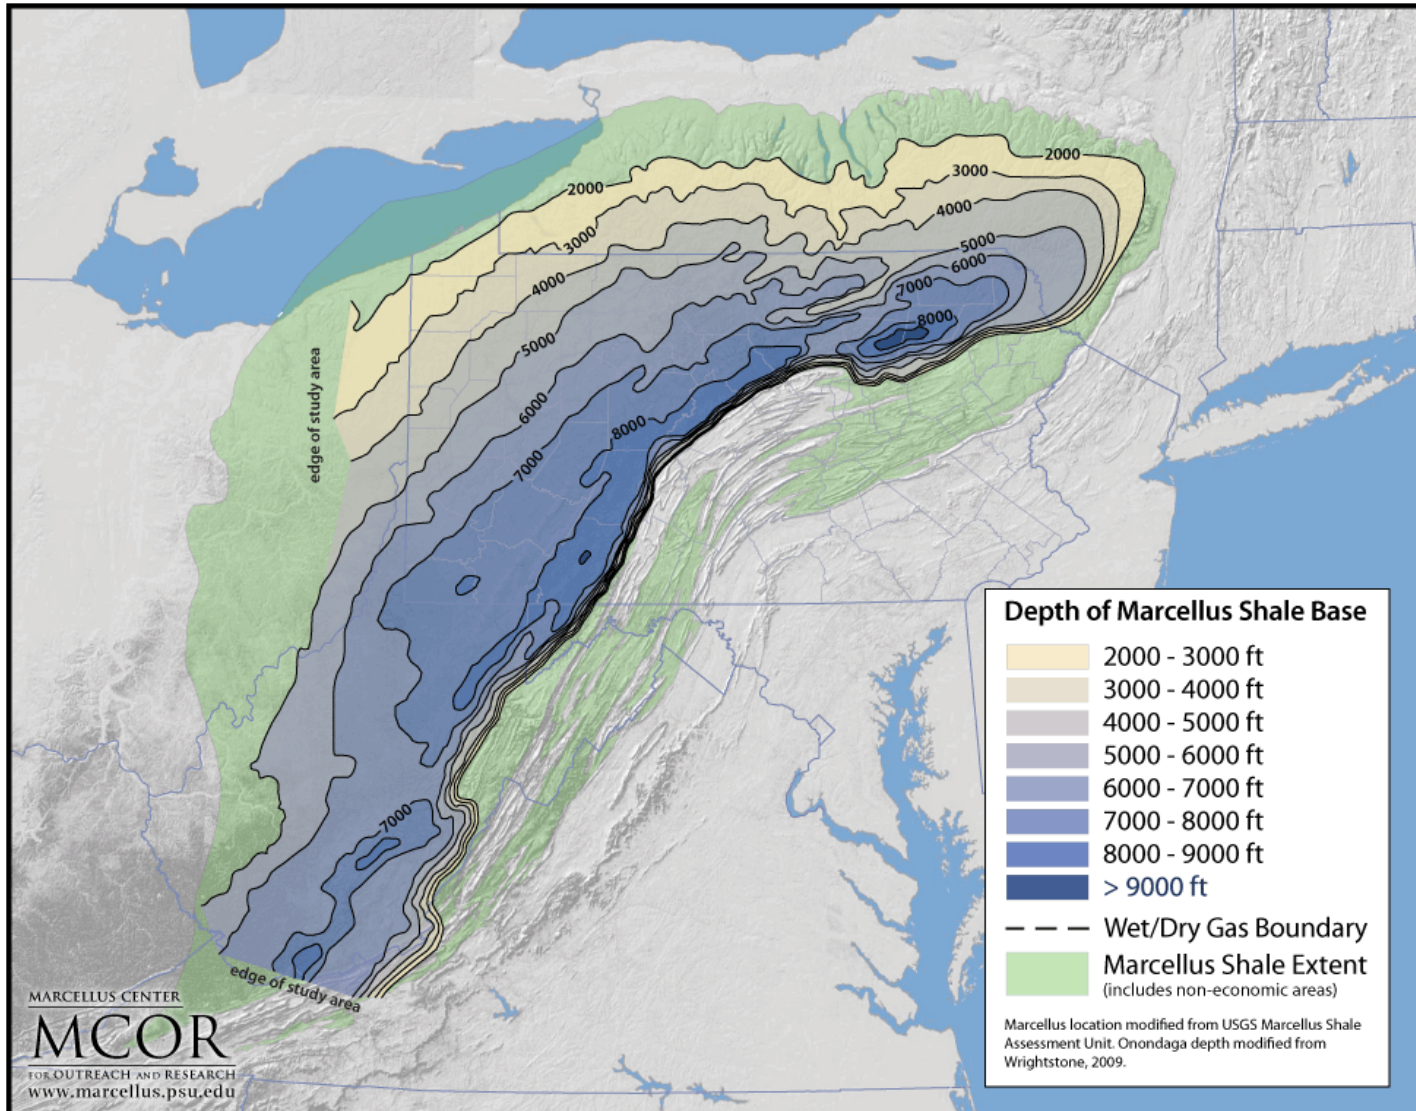 2000
3000
2000
3000
4000
4000
5000
6000
7000
8000
5000
6000
7000
8000
7000
edge of study area
edge of study area
Depth of Marcellus Shale Base
2000 - 3000 ft
3000 - 4000 ft
4000 - 5000 ft
5000 - 6000 ft
6000 - 7000 ft
7000 - 8000 ft
8000 - 9000 ft
> 9000 ft
Wet/Dry Gas Boundary
Marcellus Shale Extent
(includes non-economic areas)
Marcellus location modified from USGS Marcellus Shale
Assessment Unit. Onondaga depth modified from
Wrightstone, 2009.
MARCELLUS CENTER
MCOR
FOR OUTREACH AND RESEARCH
www.marcellus.psu.edu